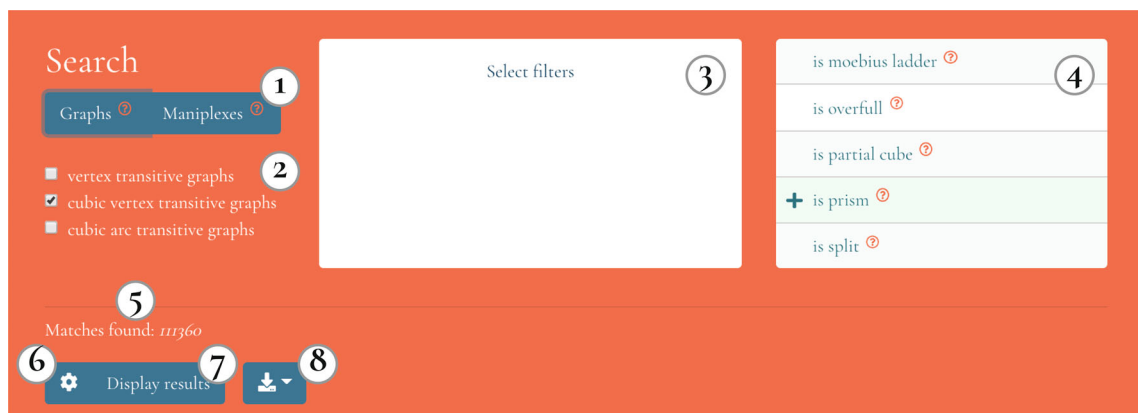 Search
1
Graphs ?
Maniplexes ?
2
vertex transitive graphs
cubic vertex transitive graphs
cubic arc transitive graphs
Select filters
3
is moebius ladder ?
4
is overfull ?
is partial cube ?
is prism ?
is split ?
5
Matches found: 111360
6
Display results
7
8